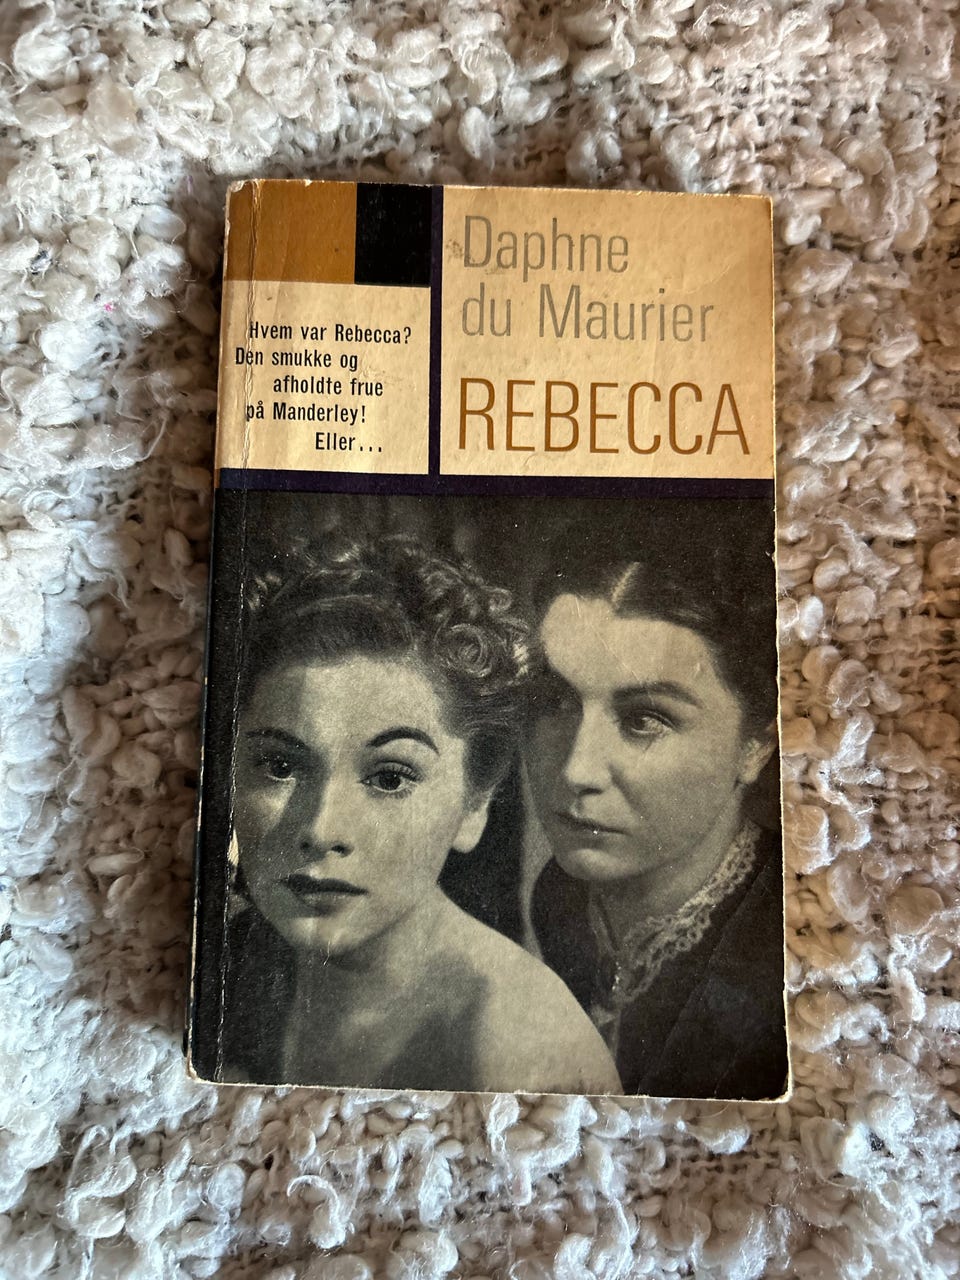 Daphne
du Maurier
REBECCA
Hvem var Rebecca?
Den smukke og
afholdte frue
på Manderley!
Eller...